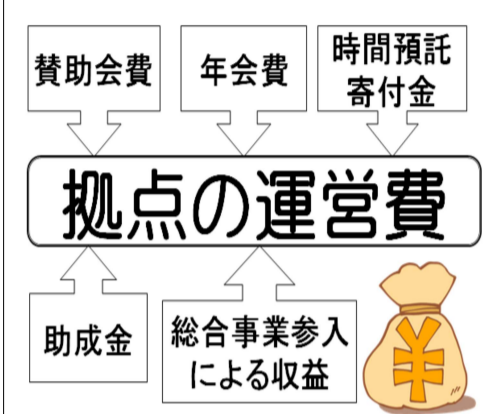 賛助会費
年会費
時間預託
寄付金
拠点の運営費
助成金
総合事業参入
による収益
¥